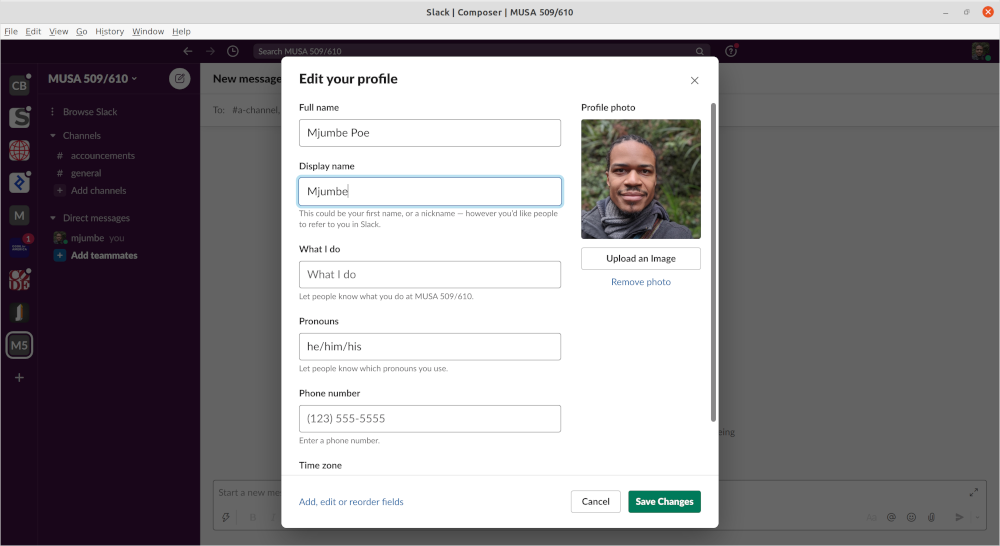 Slack | Composer | MUSA 509/610
File Edit View Go History Window Help
Search MUSA 509/610
CB
S
M
1
M5
MUSA 509/610
Browse Slack
Channels
# accouncements
# general
+ Add channels
Direct messages
mjumbe you
+ Add teammates
New message
To: #a-channel,
Start a new mes
eing.
Edit your profile
Full name
Mjumbe Poe
Display name
Mjumbe
This could be your first name, or a nickname — however you'd like people
to refer to you in Slack.
What I do
What I do
Let people know what you do at MUSA 509/610.
Pronouns
he/him/his
Let people know which pronouns you use.
Phone number
(123) 555-5555
Enter a phone number.
Time zone
Profile photo
Upload an Image
Remove photo
Add, edit or reorder fields
Cancel
Save Changes